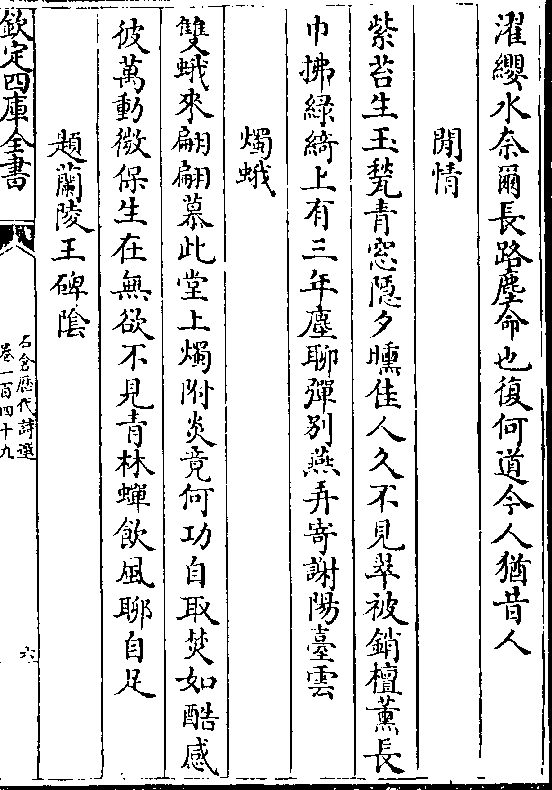 濯纓水奈爾長路塵命也復何道今人猶昔人
閒情
紫苔生玉甃青窓隱夕曛佳人久不見翠被銷檀薰長
巾拂緑綺上有三年塵聊彈别燕弄寄謝陽臺雲
燭蛾
雙蛾來翩翩慕此堂上燭附炎竟何功自取焚如酷感
彼萬動微保生在無欲不見青林蟬飲風聊自足
題蘭陵王碑陰
欽定四庫全書
石倉歷代詩選
卷一百四十九
六